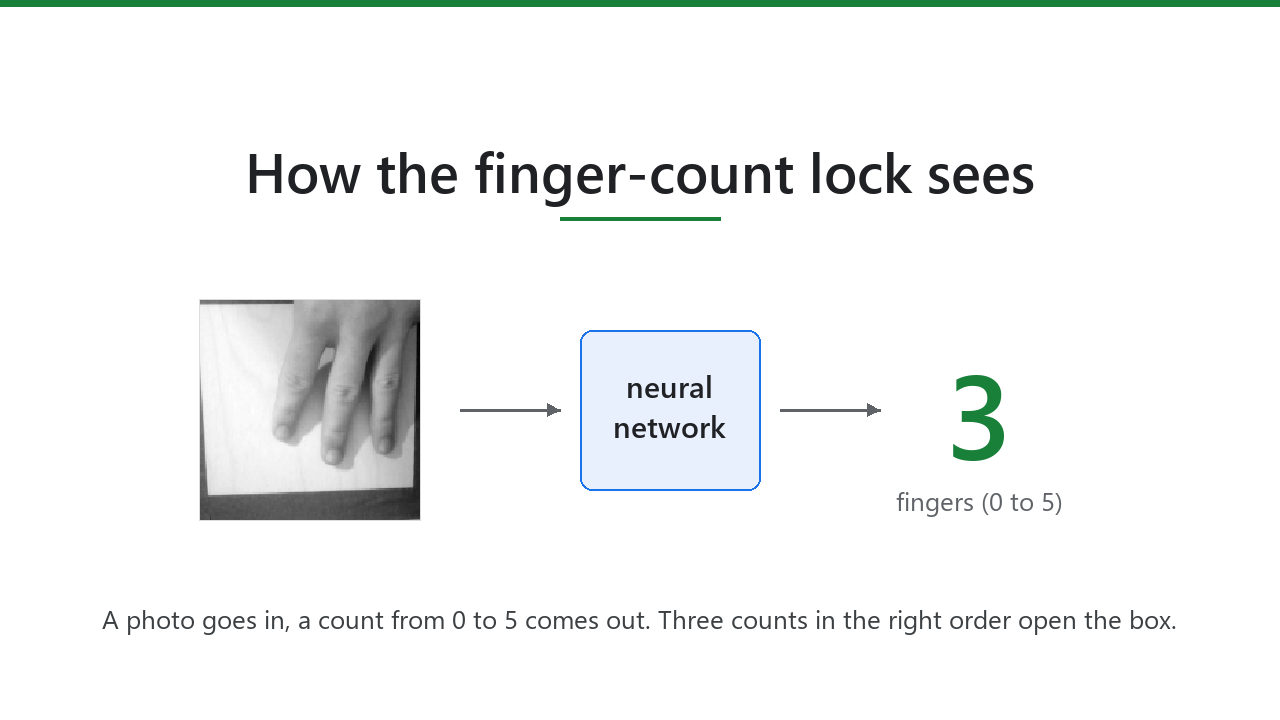 How the finger-count lock sees
neural
network
3
fingers (0 to 5)
A photo goes in, a count from 0 to 5 comes out. Three counts in the right order open the box.